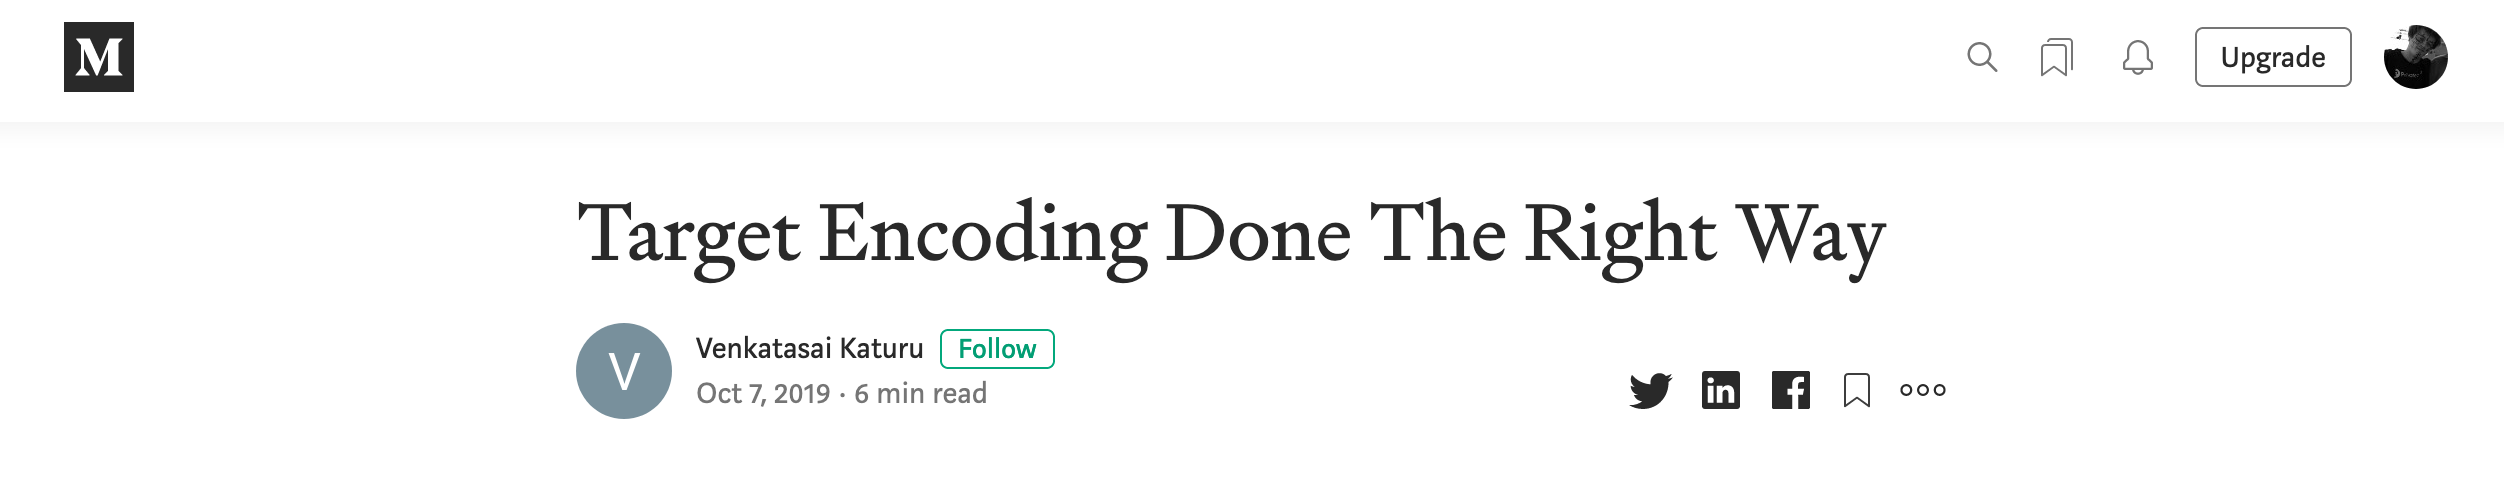 M
Upgrade
Target Encoding Done The Right Way
V
Venkatasai Katuru Follow
Oct 7, 2019 · 6 min read